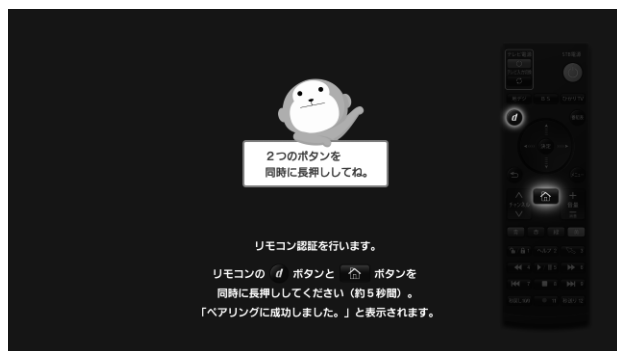 2つのボタンを
同時に長押ししてね。
リモコン認証を行います。
リモコンの d ボタンと ボタンを
同時に長押ししてください（約5秒間）。
「ペアリングに成功しました。」と表示されます。
d